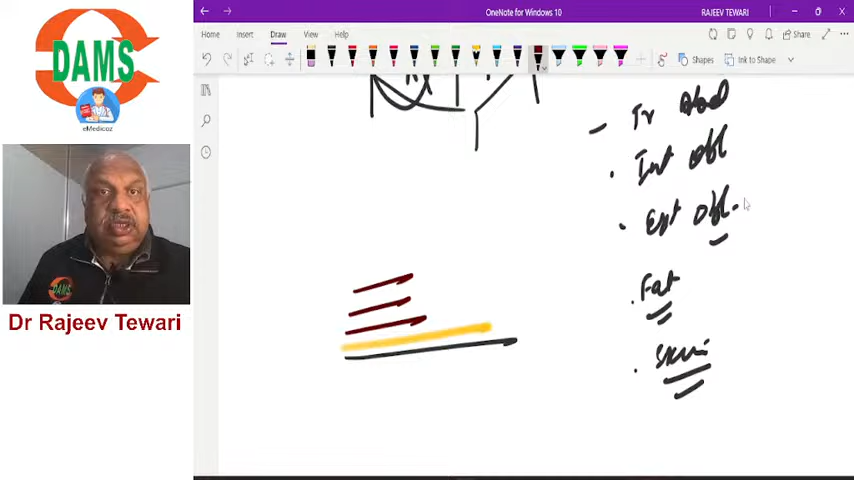 OneNote for Windows 10
RAJEEV TEWARI
Home Insert Draw View Help
Share
Shapes
Ink to Shape
DAMS
eMedicoz
Dr Rajeev Tewari
- Tr Abd
. Int Obl
. Ext Obl.
. Fat
. Skin